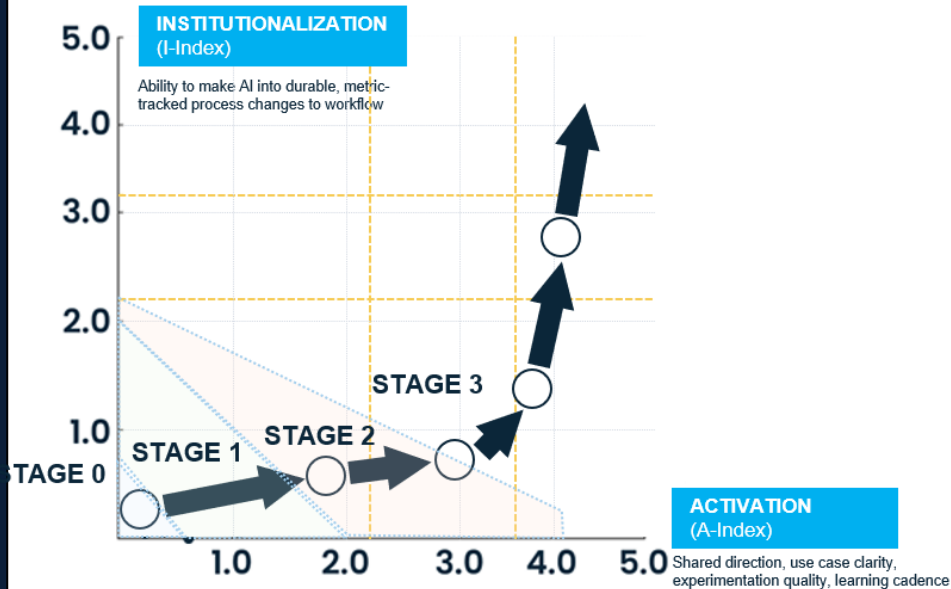 INSTITUTIONALIZATION
(I-Index)
Ability to make AI into durable, metric-
tracked process changes to workflow
5.0
4.0
3.0
2.0
1.0
STAGE 3
STAGE 2
STAGE 1
STAGE 0
1.0
2.0
3.0
4.0
5.0
ACTIVATION
(A-Index)
Shared direction, use case clarity,
experimentation quality, learning cadence